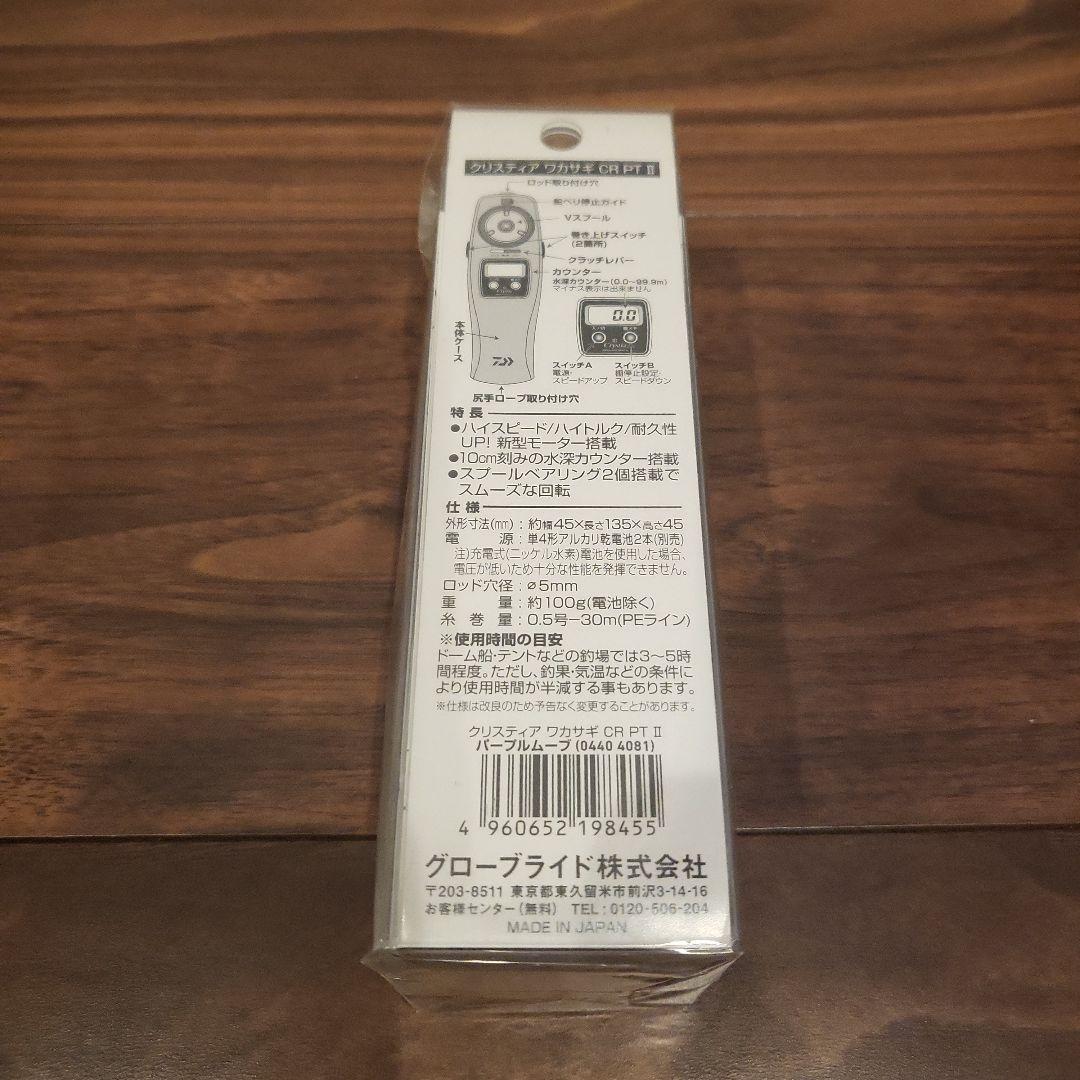 クリスティア ワカサギ CR PT Ⅱ
ロッド取り付け穴
船べり停止ガイド
Vスプール
巻き上げスイッチ
(2箇所)
クラッチレバー
カウンター
水深カウンター(0.0～99.9m)
マイナス表示は出来ません
0.0
Crystia
本体ケース
スイッチA
電源・
スピードアップ
スイッチB
棚停止設定・
スピードダウン
尻手ロープ取り付け穴
特長
●ハイスピード/ハイトルク/耐久性
UP! 新型モーター搭載
●10cm刻みの水深カウンター搭載
●スプールベアリング2個搭載で
スムーズな回転
仕様
外形寸法(mm)：約幅45×長さ135×高さ45
電源：単4形アルカリ乾電池2本(別売)
注)充電式(ニッケル水素)電池を使用した場合、
電圧が低いため十分な性能を発揮できません。
ロッド穴径：⌀5mm
重量：約100g(電池除く)
糸巻量：0.5号-30m(PEライン)
※使用時間の目安
ドーム船・テントなどの釣場では3～5時
間程度。ただし、釣果・気温などの条件に
より使用時間が半減する事もあります。
※仕様は改良のため予告なく変更することがあります。
クリスティア ワカサギ CR PT Ⅱ
パープルムーブ (0440 4081)
4 960652 198455
グローブライド株式会社
〒203-8511 東京都東久留米市前沢3-14-16
お客様センター(無料) TEL：0120-506-204
MADE IN JAPAN